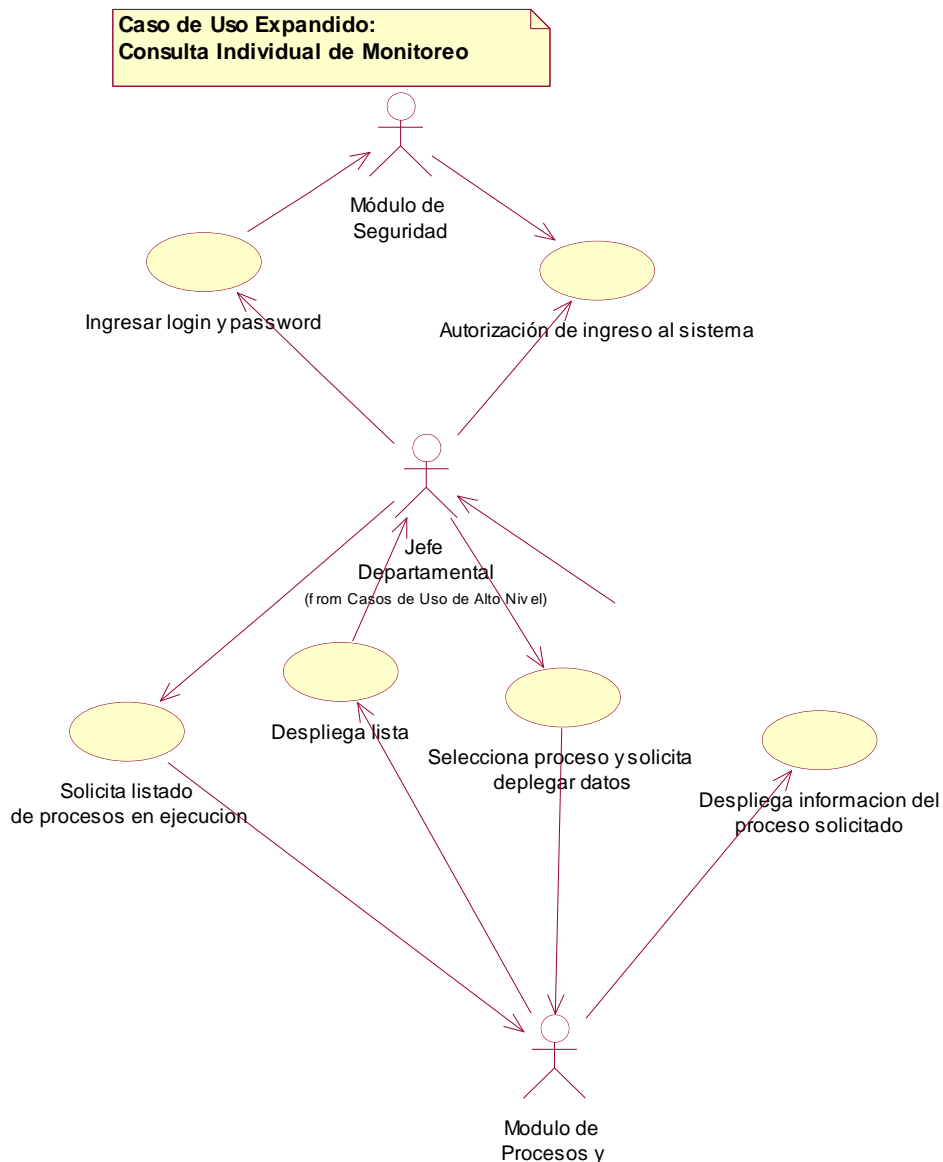 Caso de Uso Expandido:
Consulta Individual de Monitoreo
Módulo de
Seguridad
Ingresar login y password
Autorización de ingreso al sistema
Jefe
Departamental
(from Casos de Uso de Alto Nivel)
Despliega lista
Selecciona proceso y solicita
deplegar datos
Solicita listado
de procesos en ejecucion
Despliega informacion del
proceso solicitado
Modulo de
Procesos y